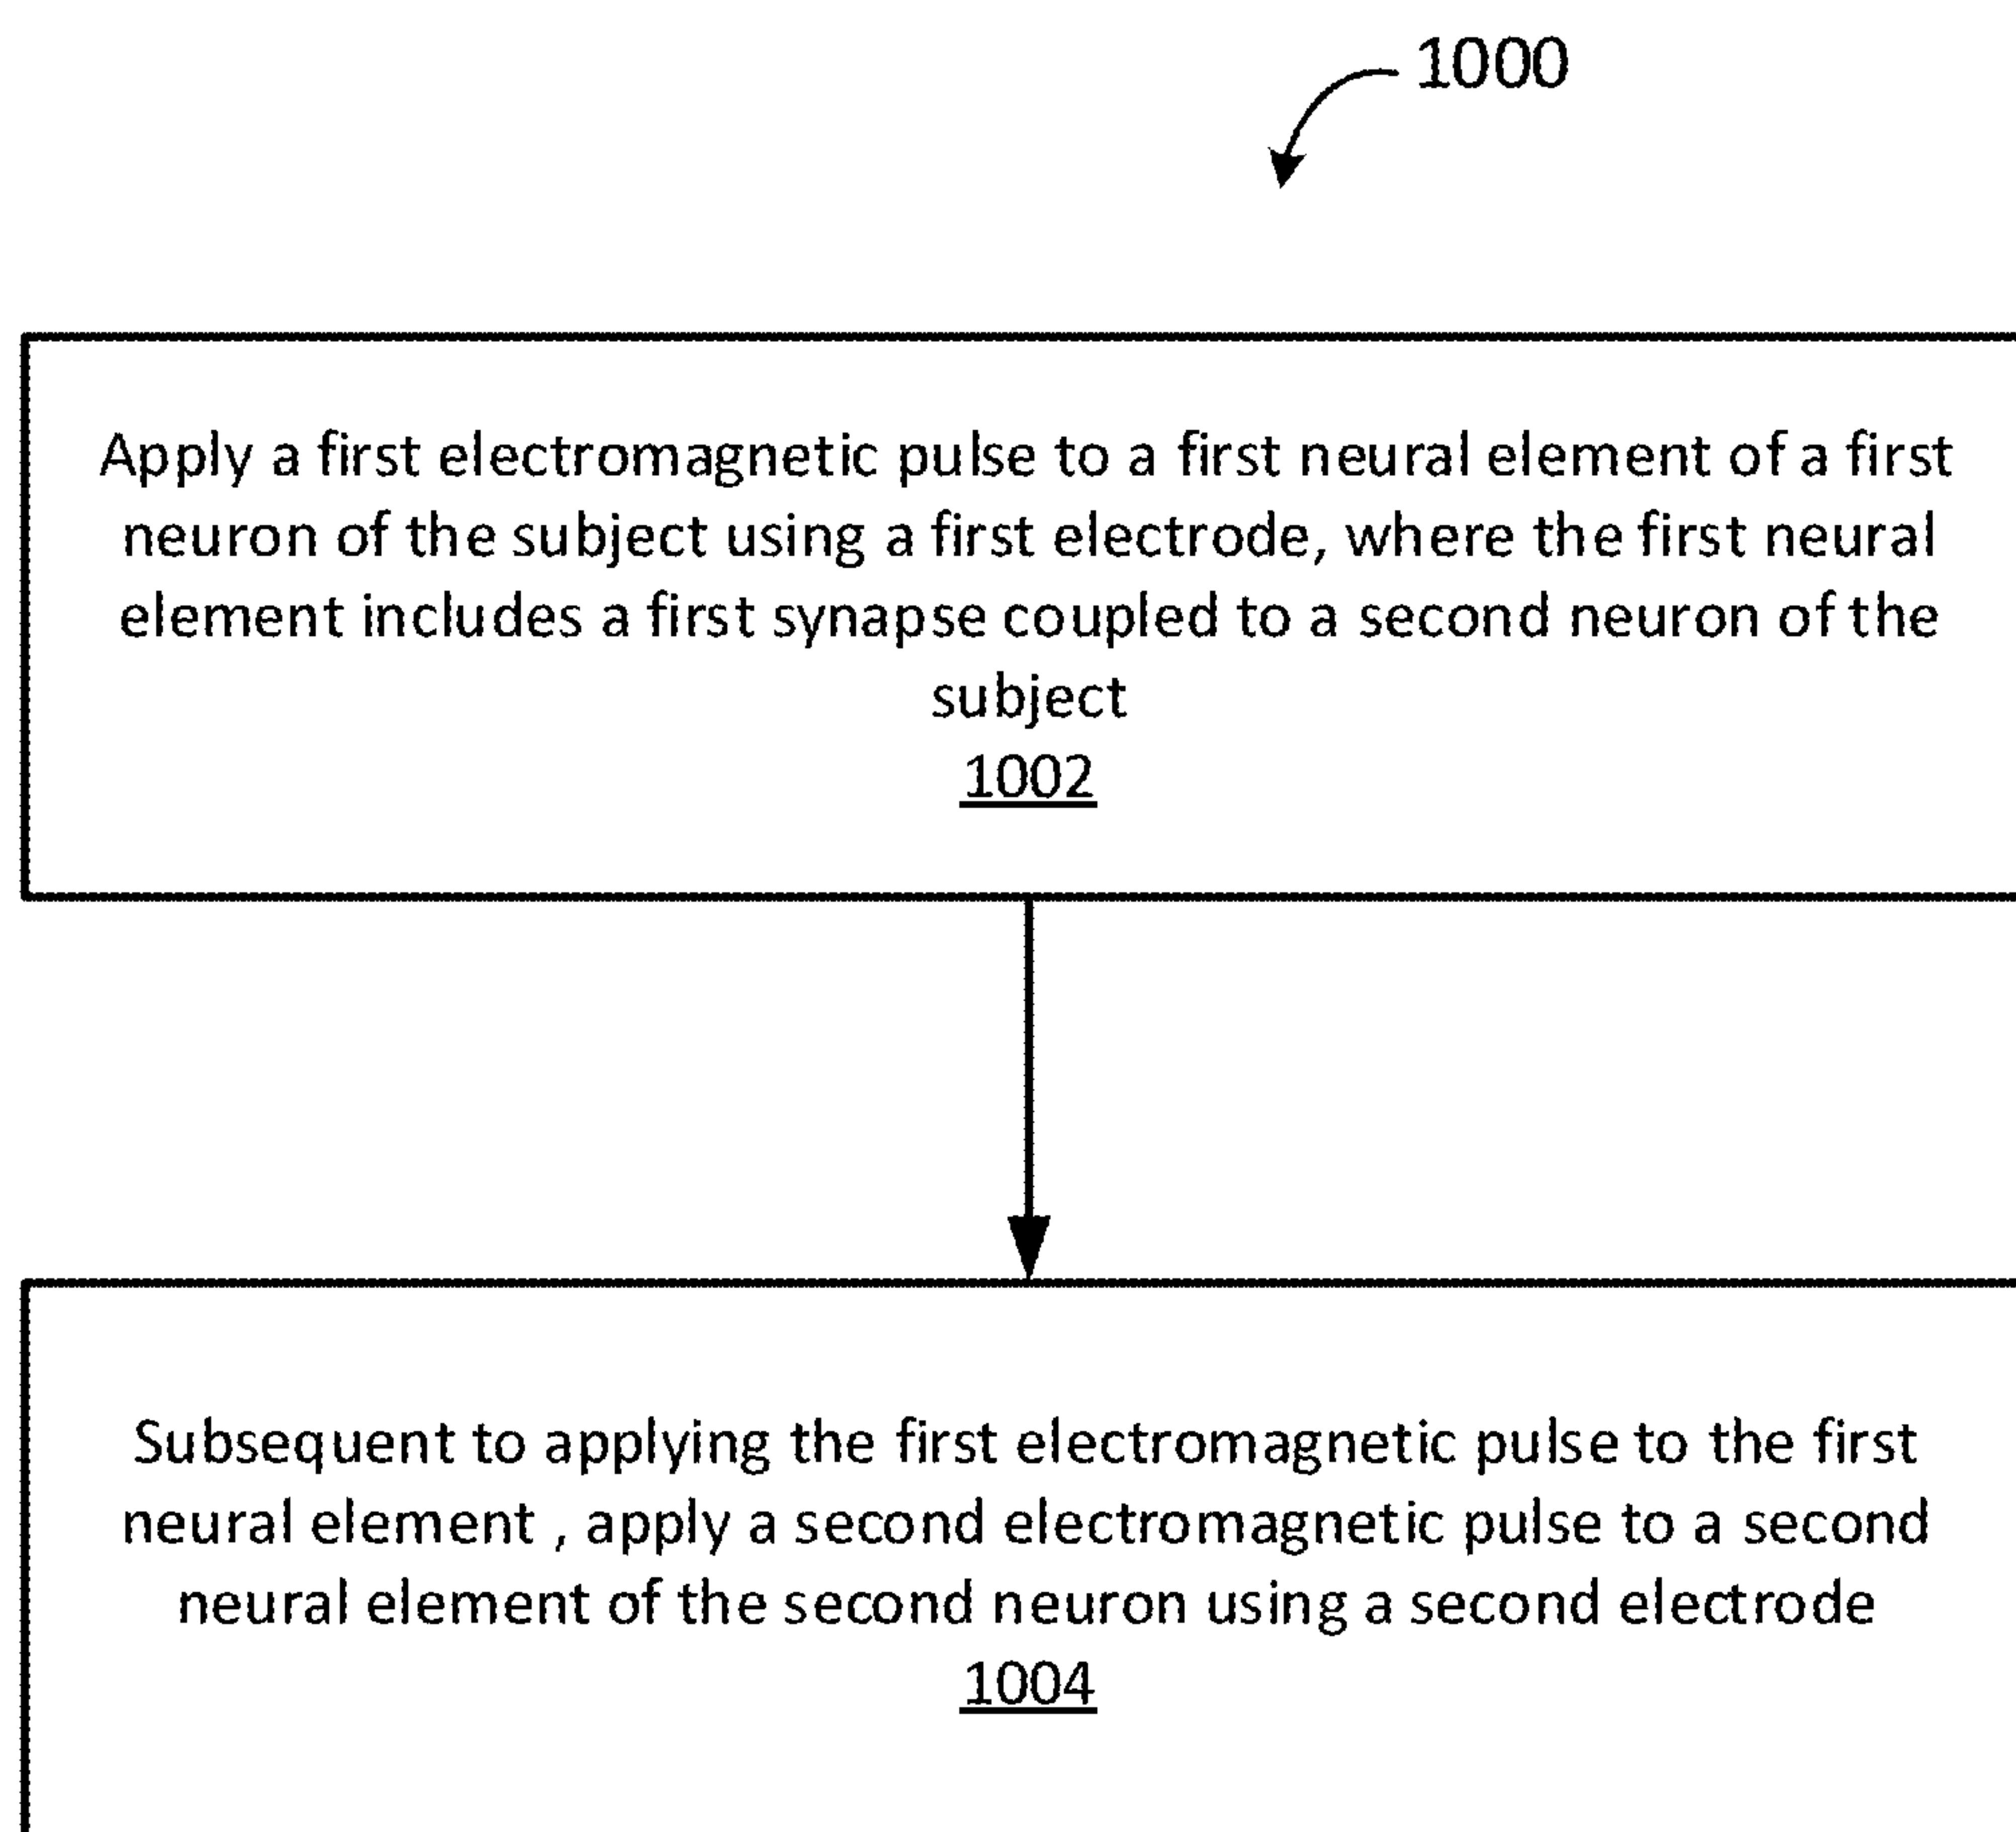 1000
Apply a first electromagnetic pulse to a first neural element of a first
neuron of the subject using a first electrode, where the first neural
element includes a first synapse coupled to a second neuron of the
subject
1002
Subsequent to applying the first electromagnetic pulse to the first
neural element , apply a second electromagnetic pulse to a second
neural element of the second neuron using a second electrode
1004